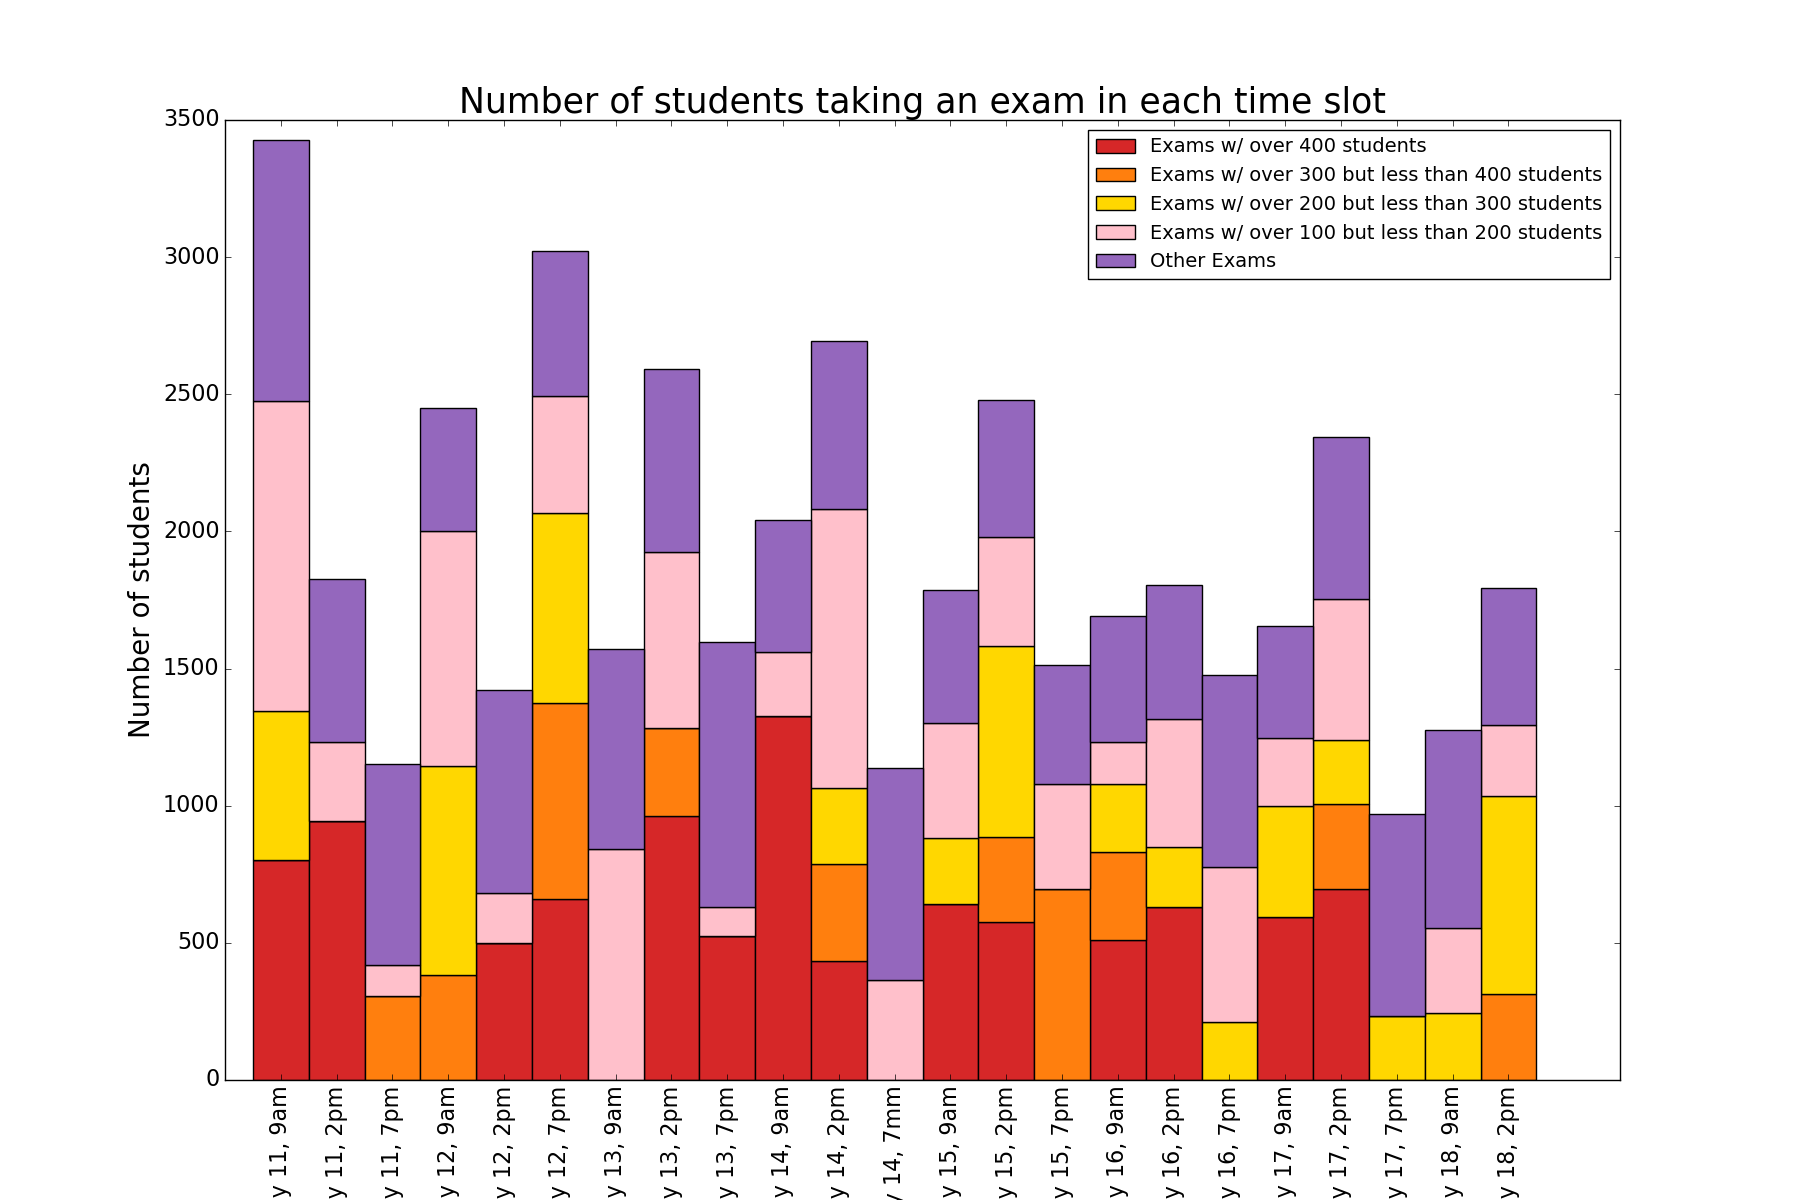 Number of students taking an exam in each time slot
Exams w/ over 400 students
Exams w/ over 300 but less than 400 students
Exams w/ over 200 but less than 300 students
Exams w/ over 100 but less than 200 students
Other Exams
Number of students
3500
3000
2500
2000
1500
1000
500
0
y 11, 9am
y 11, 2pm
y 11, 7pm
y 12, 9am
y 12, 2pm
y 12, 7pm
y 13, 9am
y 13, 2pm
y 13, 7pm
y 14, 9am
y 14, 2pm
y 14, 7mm
y 15, 9am
y 15, 2pm
y 15, 7pm
y 16, 9am
y 16, 2pm
y 16, 7pm
y 17, 9am
y 17, 2pm
y 17, 7pm
y 18, 9am
y 18, 2pm